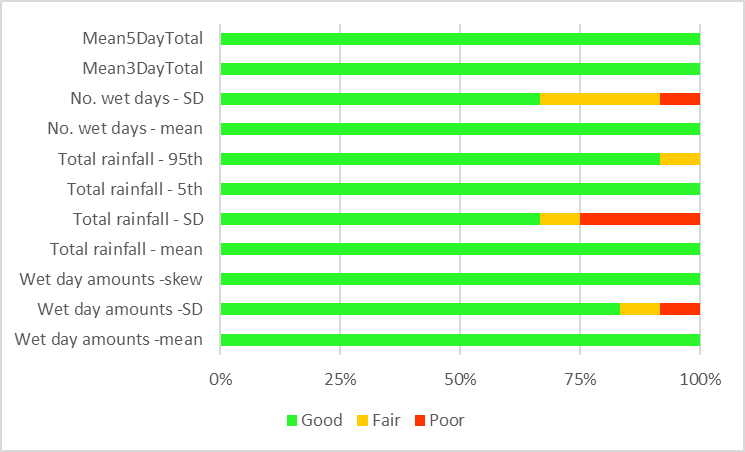 Mean5DayTotal
Mean3DayTotal
No. wet days - SD
No. wet days - mean
Total rainfall - 95th
Total rainfall - 5th
Total rainfall - SD
Total rainfall - mean
Wet day amounts -skew
Wet day amounts -SD
Wet day amounts -mean
0% 25% 50% 75% 100%
Good Fair Poor